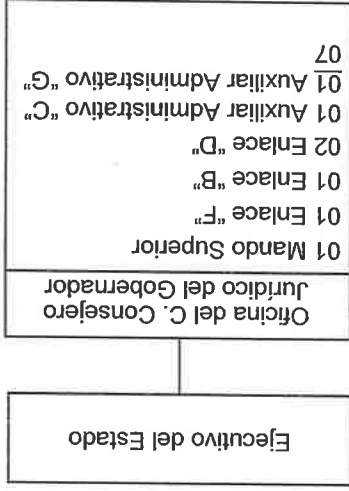 Ejecutivo del Estado
Oficina del C. Consejero
Jurídico del Gobernador
01 Mando Superior
01 Enlace "F"
01 Enlace "B"
02 Enlace "D"
01 Auxiliar Administrativo "C"
01 Auxiliar Administrativo "G"
07